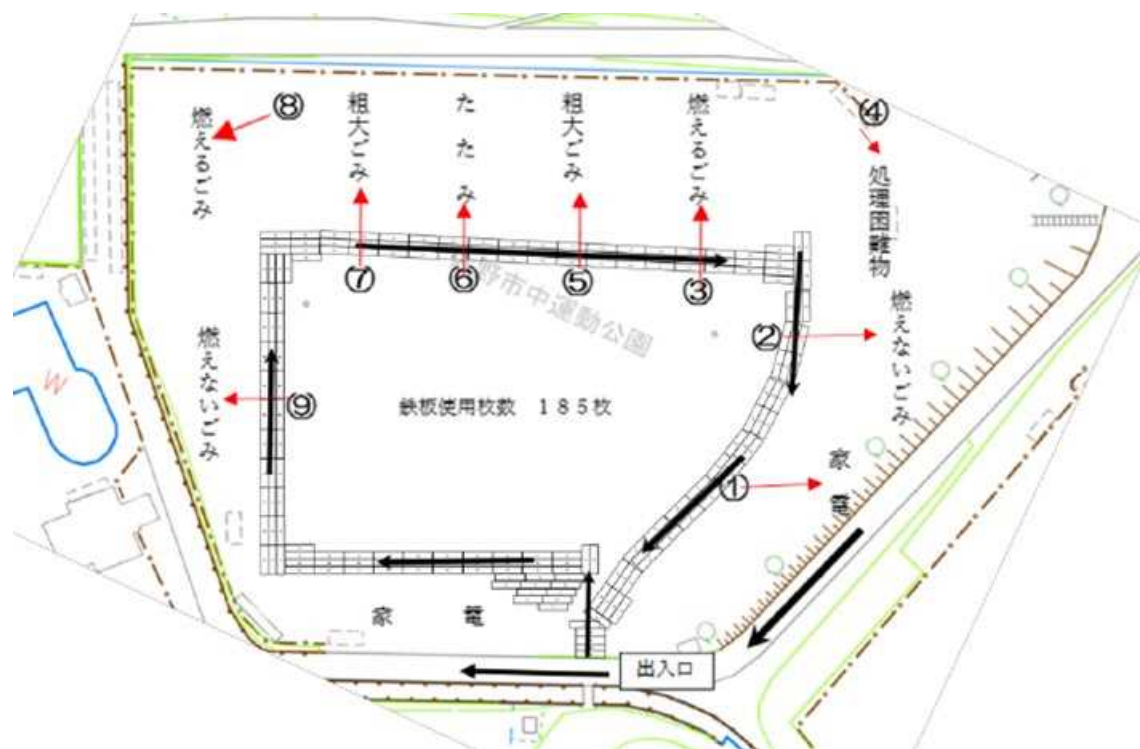 ⑧
燃えるごみ
⑦
粗大ごみ
⑥
たたみ
⑤
粗大ごみ
③
燃えるごみ
④
処理困難物
②
燃えないごみ
野市中運動公園
⑨
燃えないごみ
鉄板使用枚数 185枚
①
家電
家電
出入口
W